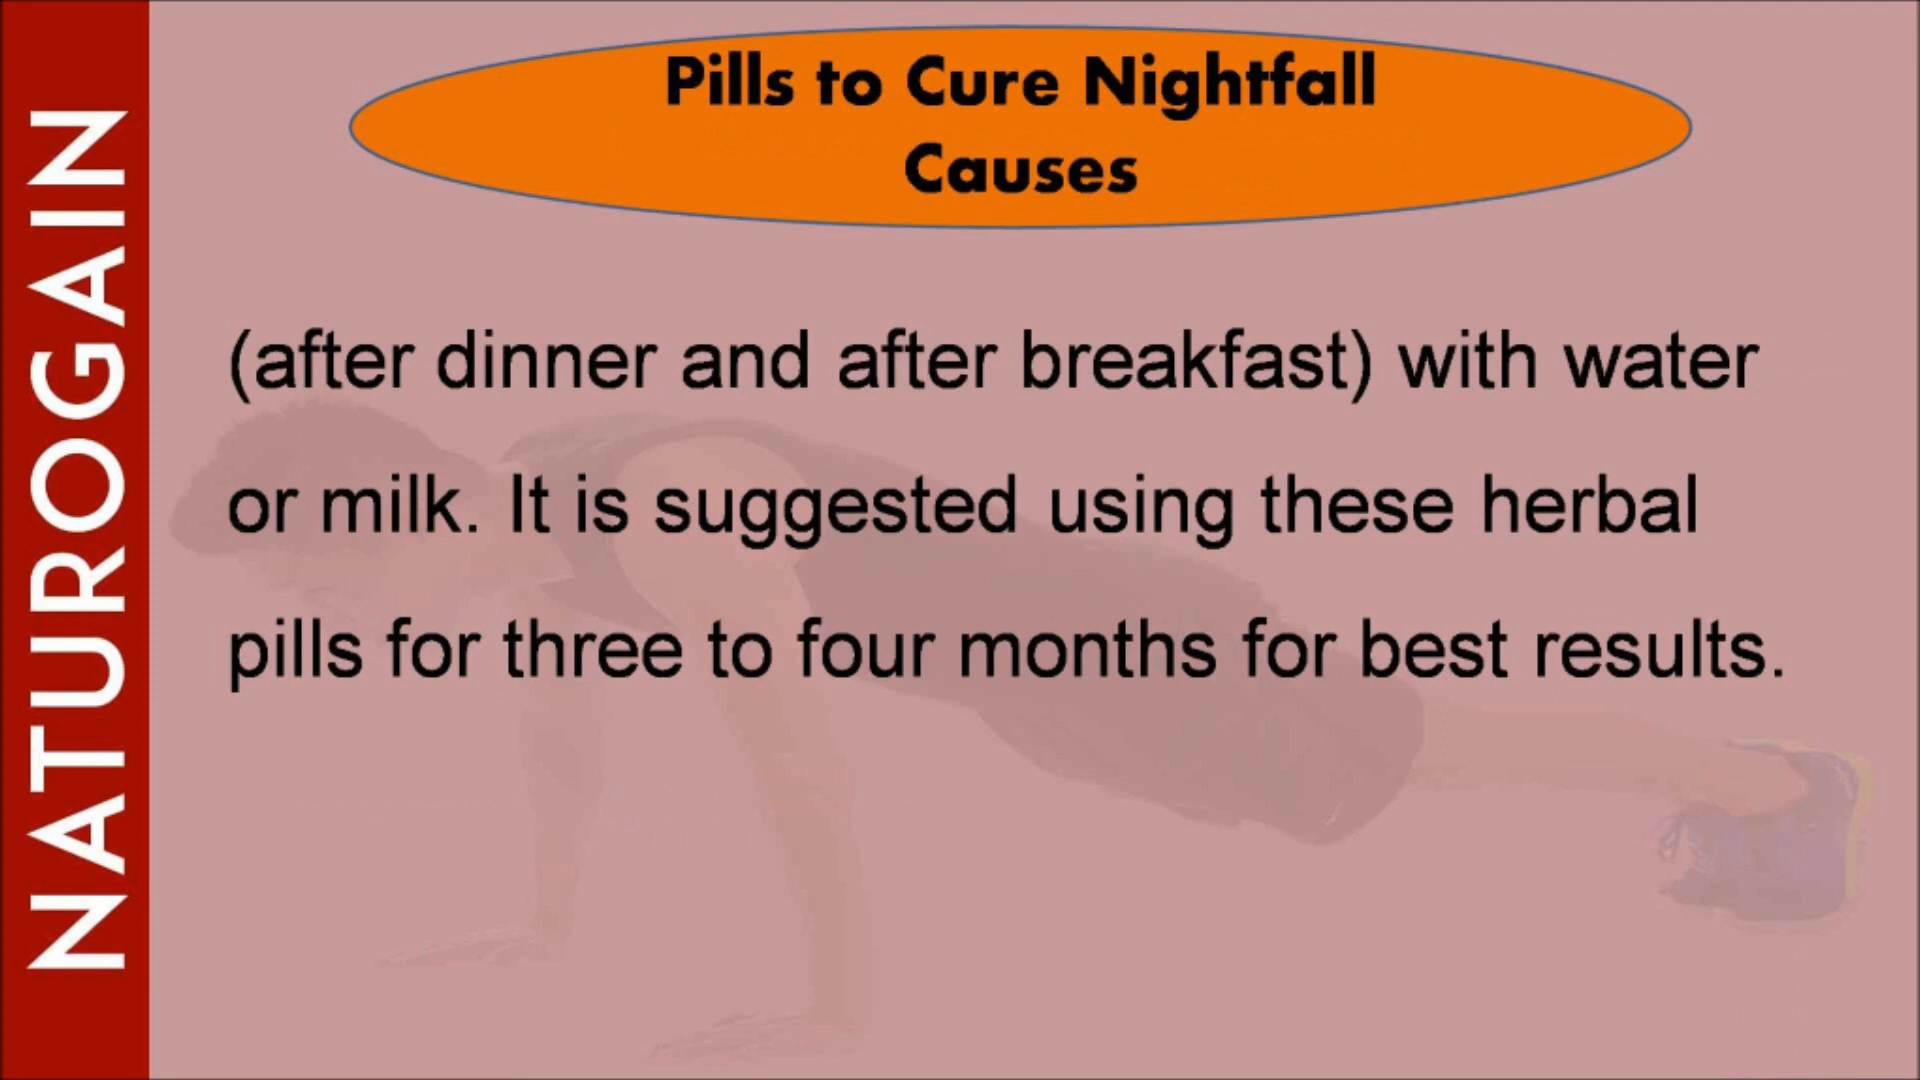 NATUROGAIN
Pills to Cure Nightfall
Causes
(after dinner and after breakfast) with water
or milk. It is suggested using these herbal
pills for three to four months for best results.